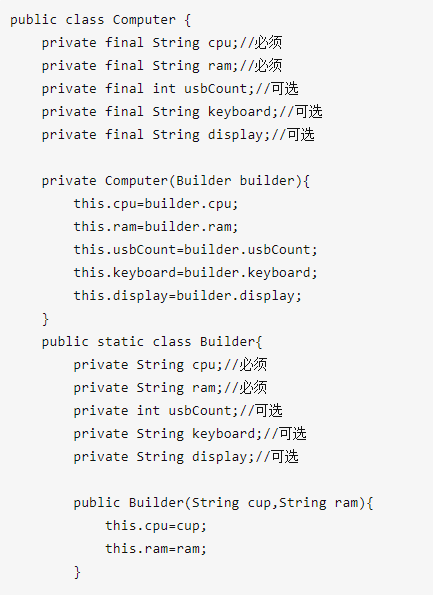 public class Computer {
    private final String cpu;//必须
    private final String ram;//必须
    private final int usbCount;//可选
    private final String keyboard;//可选
    private final String display;//可选

    private Computer(Builder builder){
        this.cpu=builder.cpu;
        this.ram=builder.ram;
        this.usbCount=builder.usbCount;
        this.keyboard=builder.keyboard;
        this.display=builder.display;
    }
    public static class Builder{
        private String cpu;//必须
        private String ram;//必须
        private int usbCount;//可选
        private String keyboard;//可选
        private String display;//可选

        public Builder(String cup,String ram){
            this.cpu=cup;
            this.ram=ram;
        }